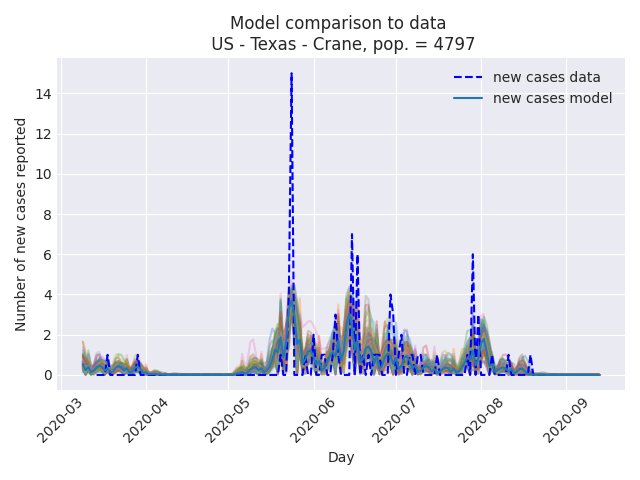 Model comparison to data
US - Texas - Crane, pop. = 4797
new cases data
new cases model
Number of new cases reported
14
12
10
8
6
4
2
0
2020-03
2020-04
2020-05
2020-06
2020-07
2020-08
2020-09
Day